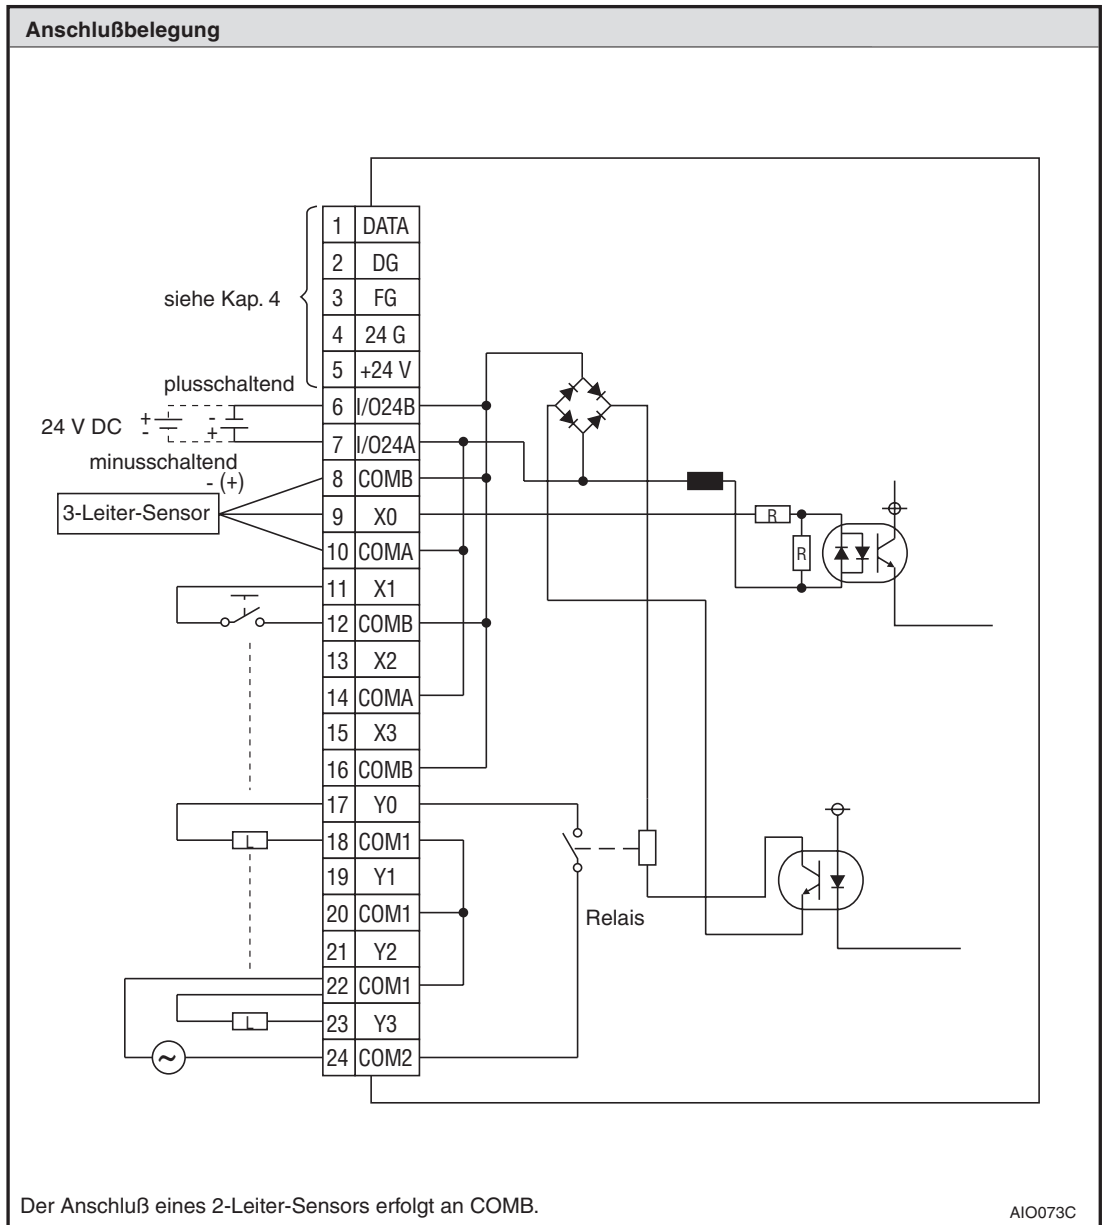 Anschlußbelegung
1 DATA
2 DG
siehe Kap. 4
3 FG
4 24 G
5 +24 V
plusschaltend
6 I/O24B
24 V DC + - - +
7 I/O24A
minusschaltend
- (+)
8 COMB
3-Leiter-Sensor
9 X0
R
10 COMA
R
11 X1
12 COMB
13 X2
14 COMA
15 X3
16 COMB
17 Y0
L
18 COM1
19 Y1
20 COM1
Relais
21 Y2
22 COM1
L
23 Y3
~
24 COM2
Der Anschluß eines 2-Leiter-Sensors erfolgt an COMB.
AIO073C